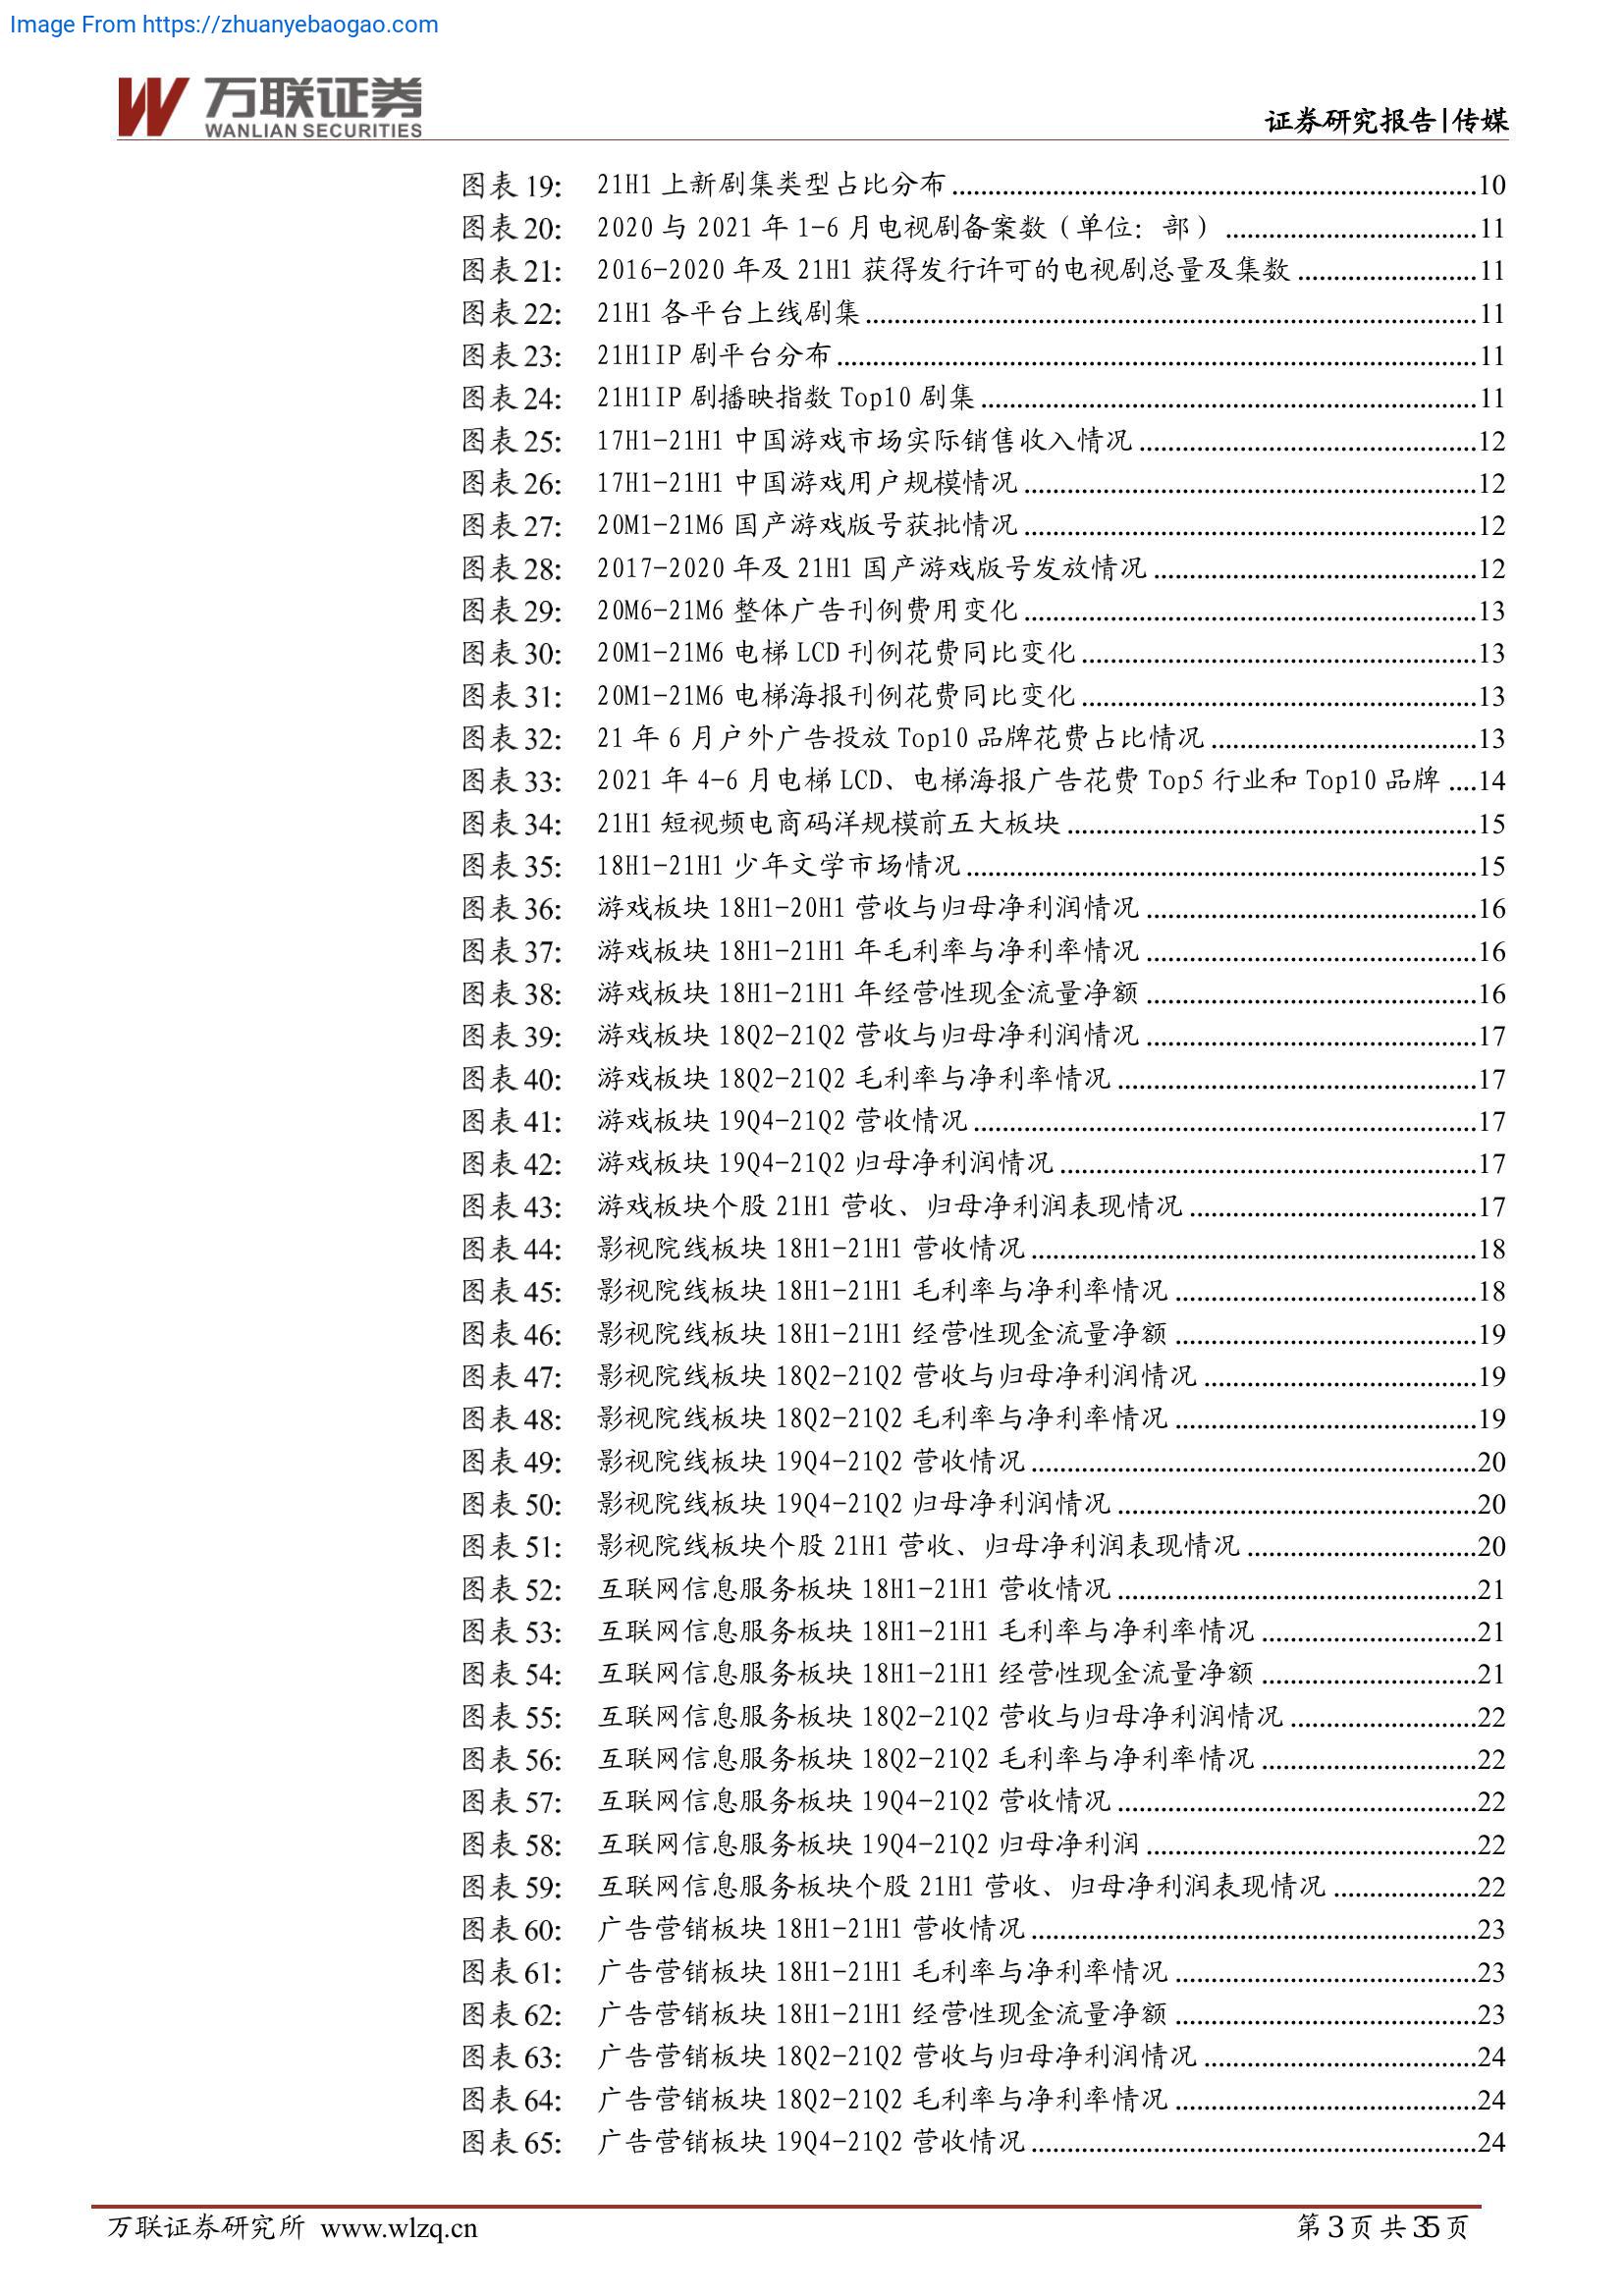 Image From https://zhuanyebaogao.com
万联证券
WANLIAN SECURITIES
证券研究报告|传媒
图表 19: 21H1 上新剧集类型占比分布 ........10
图表 20: 2020 与 2021 年 1-6 月电视剧备案数（单位：部） ........11
图表 21: 2016-2020 年及 21H1 获得发行许可的电视剧总量及集数 ........11
图表 22: 21H1 各平台上线剧集 ........11
图表 23: 21H1IP 剧平台分布 ........11
图表 24: 21H1IP 剧播映指数 Top10 剧集 ........11
图表 25: 17H1-21H1 中国游戏市场实际销售收入情况 ........12
图表 26: 17H1-21H1 中国游戏用户规模情况 ........12
图表 27: 20M1-21M6 国产游戏版号获批情况 ........12
图表 28: 2017-2020 年及 21H1 国产游戏版号发放情况 ........12
图表 29: 20M6-21M6 整体广告刊例费用变化 ........13
图表 30: 20M1-21M6 电梯 LCD 刊例花费同比变化 ........13
图表 31: 20M1-21M6 电梯海报刊例花费同比变化 ........13
图表 32: 21 年 6 月户外广告投放 Top10 品牌花费占比情况 ........13
图表 33: 2021 年 4-6 月电梯 LCD、电梯海报广告花费 Top5 行业和 Top10 品牌 ....14
图表 34: 21H1 短视频电商码洋规模前五大板块 ........15
图表 35: 18H1-21H1 少年文学市场情况 ........15
图表 36: 游戏板块 18H1-20H1 营收与归母净利润情况 ........16
图表 37: 游戏板块 18H1-21H1 年毛利率与净利率情况 ........16
图表 38: 游戏板块 18H1-21H1 年经营性现金流量净额 ........16
图表 39: 游戏板块 18Q2-21Q2 营收与归母净利润情况 ........17
图表 40: 游戏板块 18Q2-21Q2 毛利率与净利率情况 ........17
图表 41: 游戏板块 19Q4-21Q2 营收情况 ........17
图表 42: 游戏板块 19Q4-21Q2 归母净利润情况 ........17
图表 43: 游戏板块个股 21H1 营收、归母净利润表现情况 ........17
图表 44: 影视院线板块 18H1-21H1 营收情况 ........18
图表 45: 影视院线板块 18H1-21H1 毛利率与净利率情况 ........18
图表 46: 影视院线板块 18H1-21H1 经营性现金流量净额 ........19
图表 47: 影视院线板块 18Q2-21Q2 营收与归母净利润情况 ........19
图表 48: 影视院线板块 18Q2-21Q2 毛利率与净利率情况 ........19
图表 49: 影视院线板块 19Q4-21Q2 营收情况 ........20
图表 50: 影视院线板块 19Q4-21Q2 归母净利润情况 ........20
图表 51: 影视院线板块个股 21H1 营收、归母净利润表现情况 ........20
图表 52: 互联网信息服务板块 18H1-21H1 营收情况 ........21
图表 53: 互联网信息服务板块 18H1-21H1 毛利率与净利率情况 ........21
图表 54: 互联网信息服务板块 18H1-21H1 经营性现金流量净额 ........21
图表 55: 互联网信息服务板块 18Q2-21Q2 营收与归母净利润情况 ........22
图表 56: 互联网信息服务板块 18Q2-21Q2 毛利率与净利率情况 ........22
图表 57: 互联网信息服务板块 19Q4-21Q2 营收情况 ........22
图表 58: 互联网信息服务板块 19Q4-21Q2 归母净利润 ........22
图表 59: 互联网信息服务板块个股 21H1 营收、归母净利润表现情况 ........22
图表 60: 广告营销板块 18H1-21H1 营收情况 ........23
图表 61: 广告营销板块 18H1-21H1 毛利率与净利率情况 ........23
图表 62: 广告营销板块 18H1-21H1 经营性现金流量净额 ........23
图表 63: 广告营销板块 18Q2-21Q2 营收与归母净利润情况 ........24
图表 64: 广告营销板块 18Q2-21Q2 毛利率与净利率情况 ........24
图表 65: 广告营销板块 19Q4-21Q2 营收情况 ........24
万联证券研究所 www.wlzq.cn 第 3 页 共 35 页